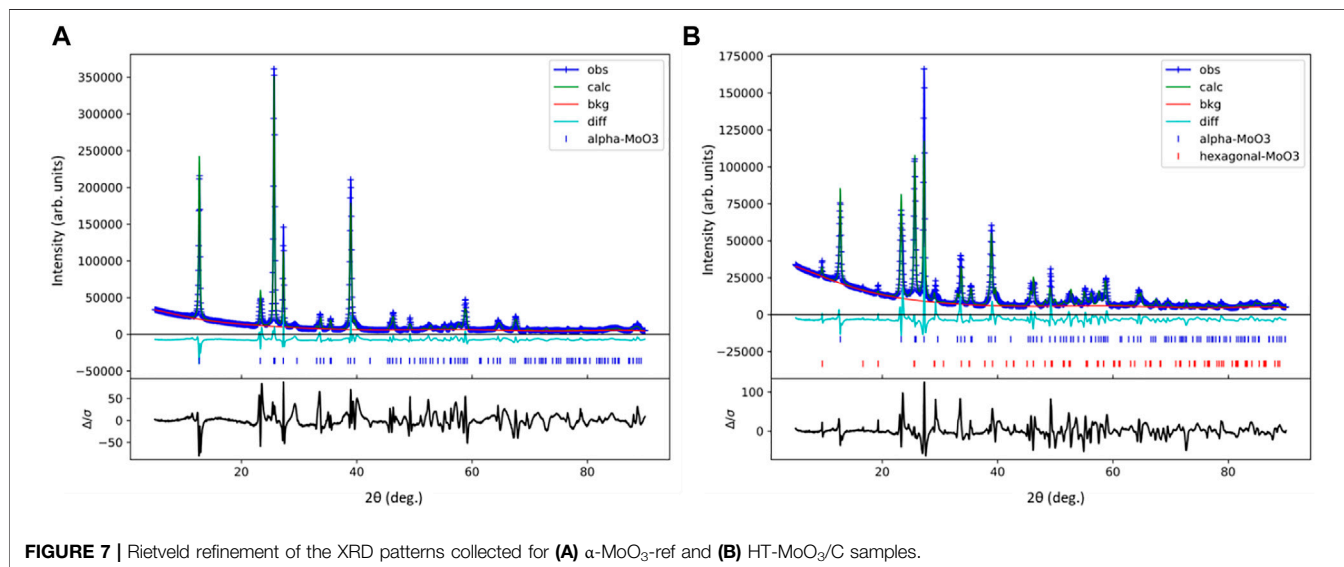 A
350000
300000
250000
200000
150000
100000
50000
0
−50000
Intensity (arb. units)
obs
calc
bkg
diff
alpha-MoO3
50
0
−50
Δ/σ
20
40
60
80
2θ (deg.)
B
175000
150000
125000
100000
75000
50000
25000
0
−25000
Intensity (arb. units)
obs
calc
bkg
diff
alpha-MoO3
hexagonal-MoO3
100
0
Δ/σ
20
40
60
80
2θ (deg.)
FIGURE 7 | Rietveld refinement of the XRD patterns collected for (A) α-MoO₃-ref and (B) HT-MoO₃/C samples.